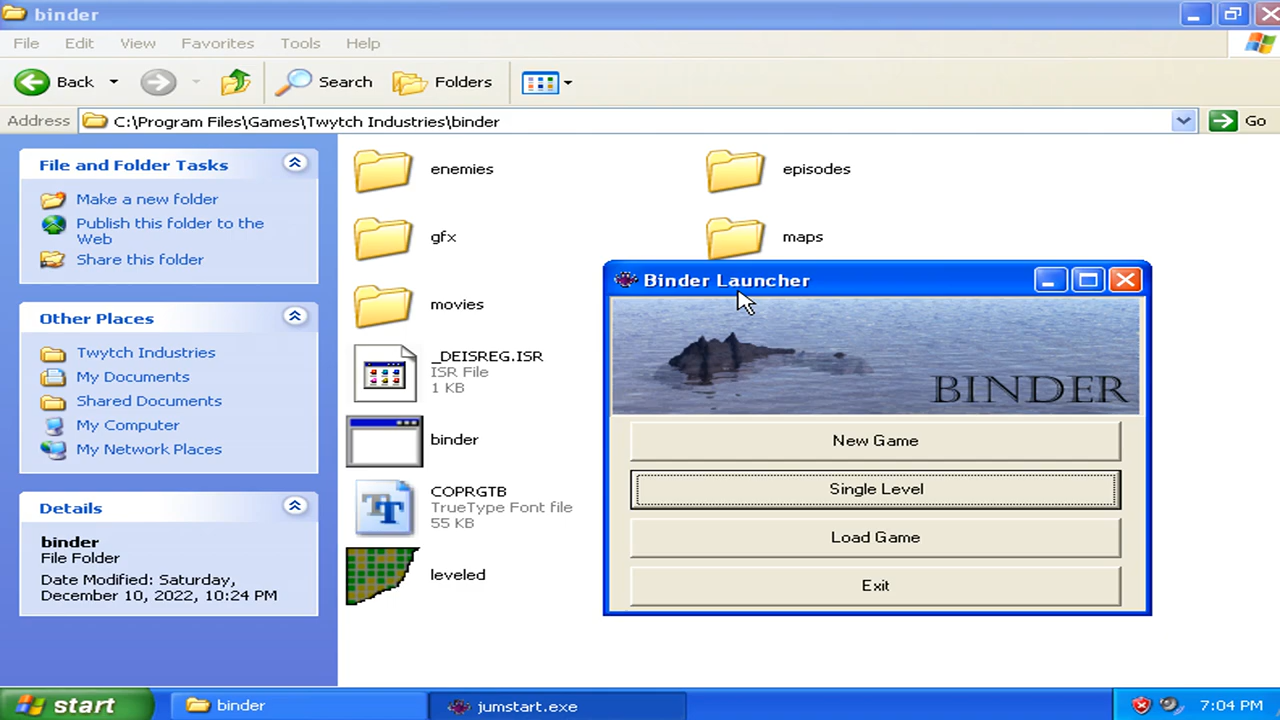 binder
File Edit View Favorites Tools Help
Back Search Folders
Address C:\Program Files\Games\Twytch Industries\binder Go
File and Folder Tasks
Make a new folder
Publish this folder to the
Web
Share this folder
Other Places
Twytch Industries
My Documents
Shared Documents
My Computer
My Network Places
Details
binder
File Folder
Date Modified: Saturday,
December 10, 2022, 10:24 PM
enemies
episodes
gfx
maps
movies
_DEISREG.ISR
ISR File
1 KB
binder
COPRGTB
TrueType Font file
55 KB
leveled
Binder Launcher
BINDER
New Game
Single Level
Load Game
Exit
start binder jumstart.exe 7:04 PM